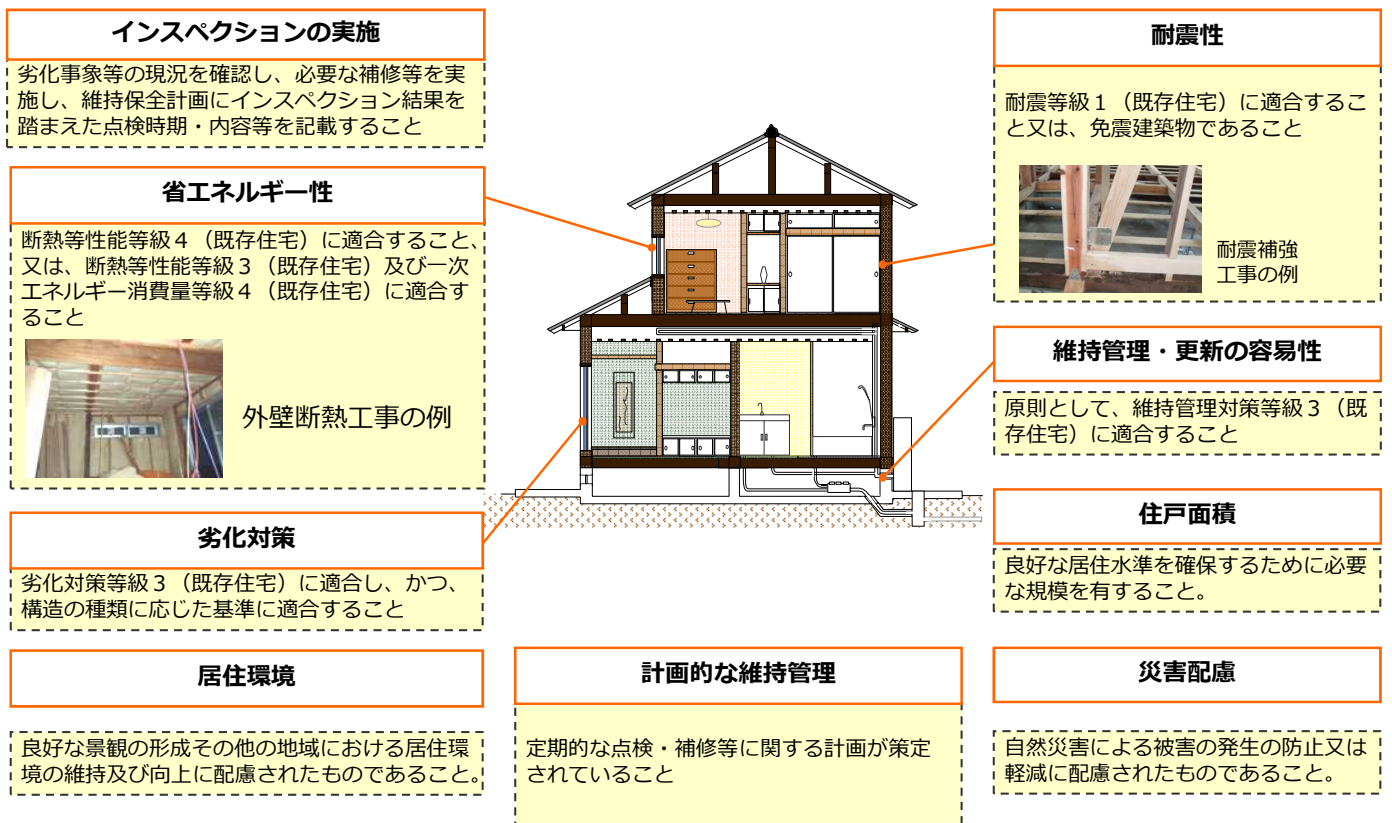 インスペクションの実施
劣化事象等の現況を確認し、必要な補修等を実
施し、維持保全計画にインスペクション結果を
踏まえた点検時期・内容等を記載すること
省エネルギー性
断熱等性能等級４（既存住宅）に適合すること、
又は、断熱等性能等級３（既存住宅）及び一次
エネルギー消費量等級４（既存住宅）に適合す
ること
外壁断熱工事の例
劣化対策
劣化対策等級３（既存住宅）に適合し、かつ、
構造の種類に応じた基準に適合すること
居住環境
良好な景観の形成その他の地域における居住環
境の維持及び向上に配慮されたものであること。
計画的な維持管理
定期的な点検・補修等に関する計画が策定
されていること
耐震性
耐震等級１（既存住宅）に適合するこ
と又は、免震建築物であること
耐震補強
工事の例
維持管理・更新の容易性
原則として、維持管理対策等級３（既
存住宅）に適合すること
住戸面積
良好な居住水準を確保するために必要
な規模を有すること。
災害配慮
自然災害による被害の発生の防止又は
軽減に配慮されたものであること。